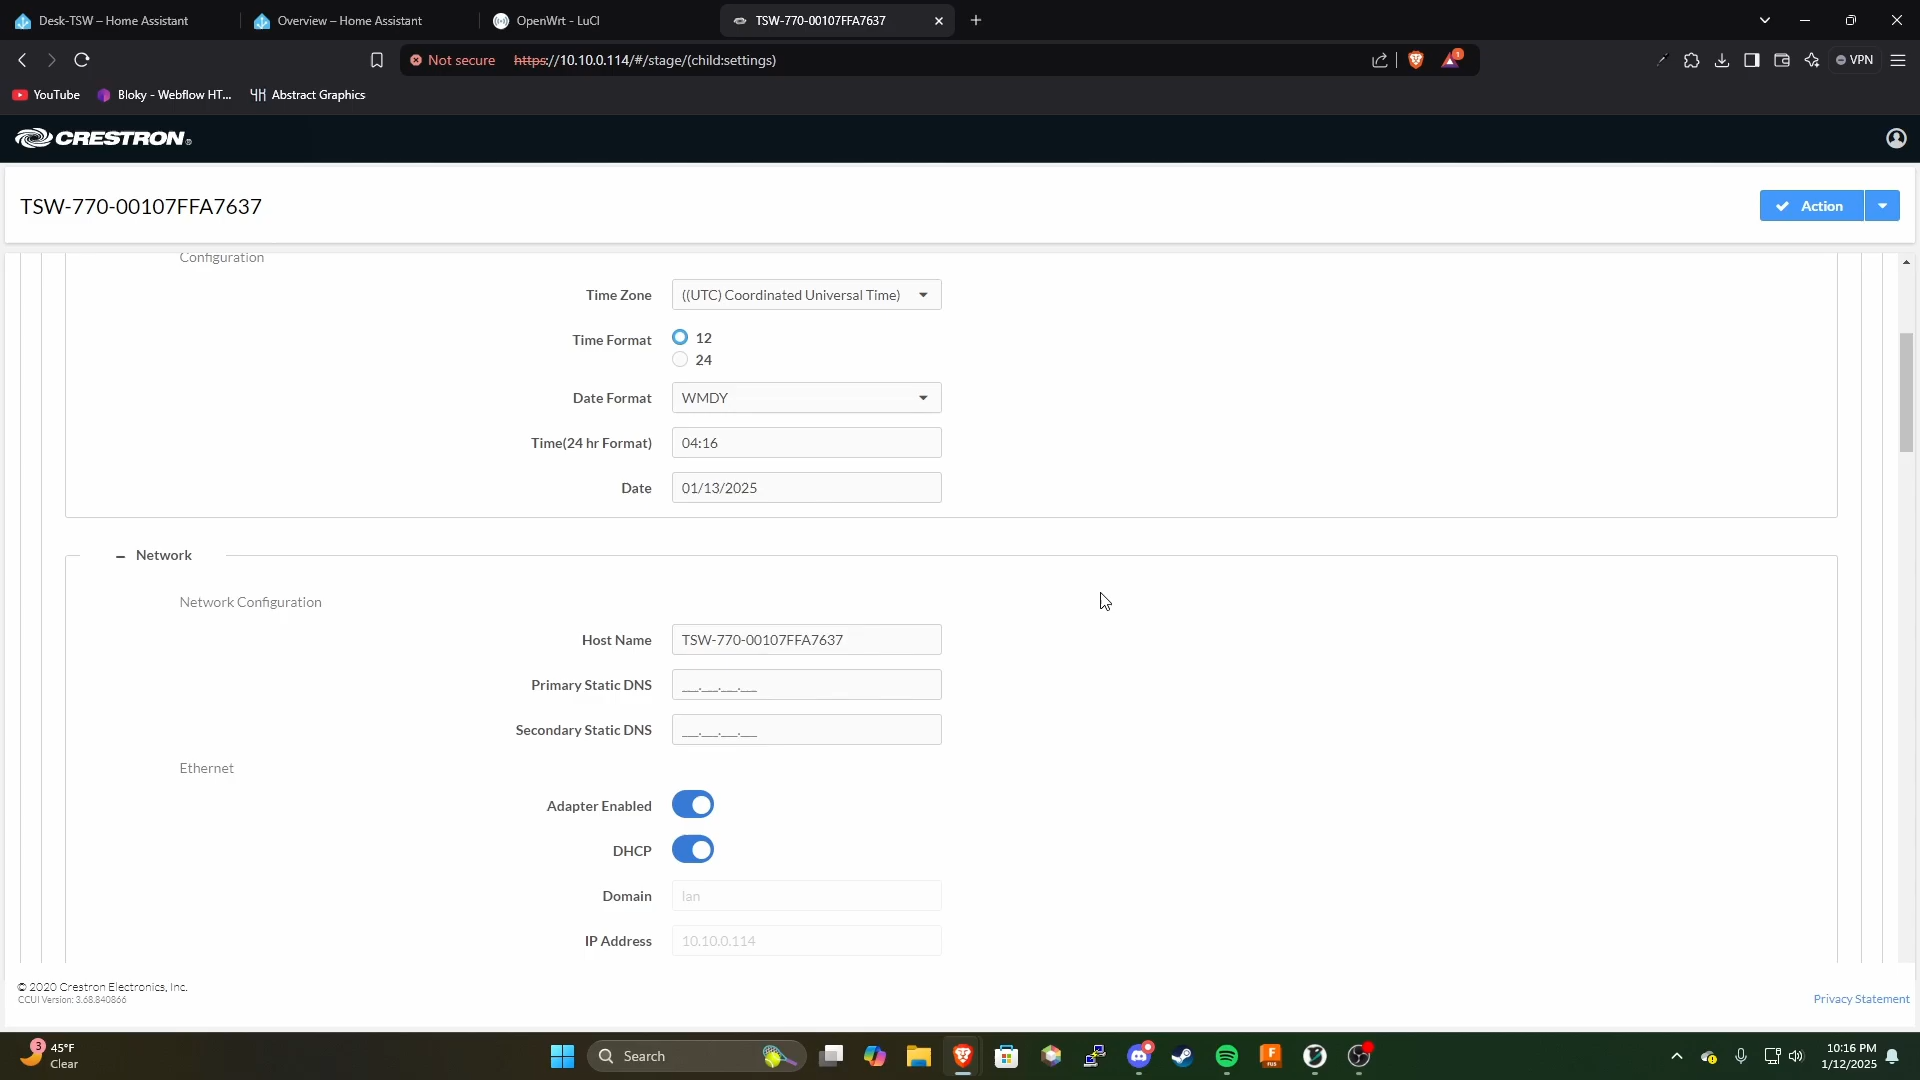 Desk-TSW – Home Assistant
Overview – Home Assistant
OpenWrt - LuCI
TSW-770-00107FFA7637
Not secure
https://10.10.0.114/#/stage/(child:settings)
1
VPN
YouTube
Bloky - Webflow HT...
Abstract Graphics
CRESTRON®
TSW-770-00107FFA7637
Action
Configuration
Time Zone
((UTC) Coordinated Universal Time)
Time Format
12
24
Date Format
WMDY
Time(24 hr Format)
04:16
Date
01/13/2025
Network
Network Configuration
Host Name
TSW-770-00107FFA7637
Primary Static DNS
___.___.___.___
Secondary Static DNS
___.___.___.___
Ethernet
Adapter Enabled
DHCP
Domain
lan
IP Address
10.10.0.114
© 2020 Crestron Electronics, Inc.
CCUI Version: 3.68.840866
Privacy Statement
3
45°F
Clear
Search
F
FUS
10:16 PM
1/12/2025